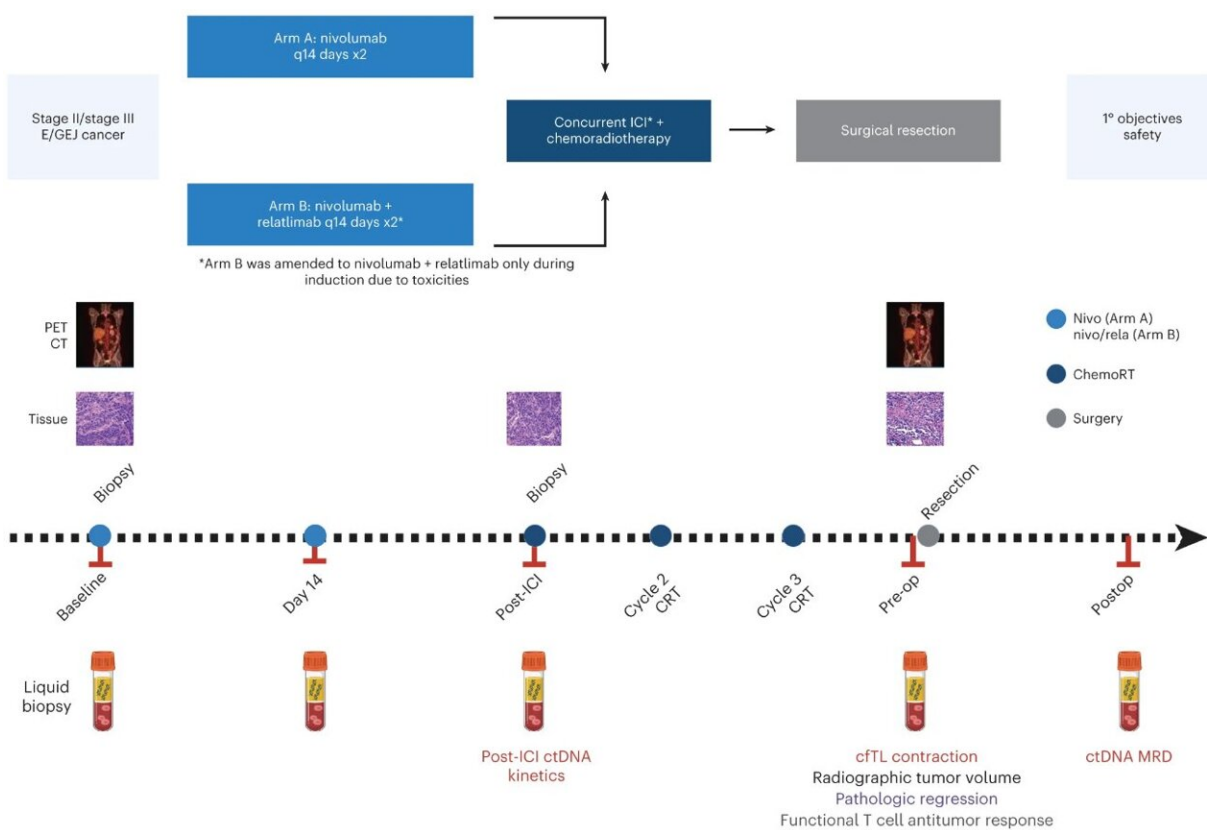 Arm A: nivolumab
q14 days x2
Stage II/stage III
E/GEJ cancer
Concurrent ICI* +
chemoradiotherapy
Surgical resection
1° objectives
safety
Arm B: nivolumab +
relatlimab q14 days x2*
*Arm B was amended to nivolumab + relatlimab only during
induction due to toxicities
PET
CT
Nivo (Arm A)
nivo/rela (Arm B)
ChemoRT
Tissue
Surgery
Biopsy
Biopsy
Resection
Baseline
Day 14
Post-ICI
Cycle 2
CRT
Cycle 3
CRT
Pre-op
Postop
Liquid
biopsy
Post-ICI ctDNA
kinetics
cfTL contraction
Radiographic tumor volume
Pathologic regression
Functional T cell antitumor response
ctDNA MRD